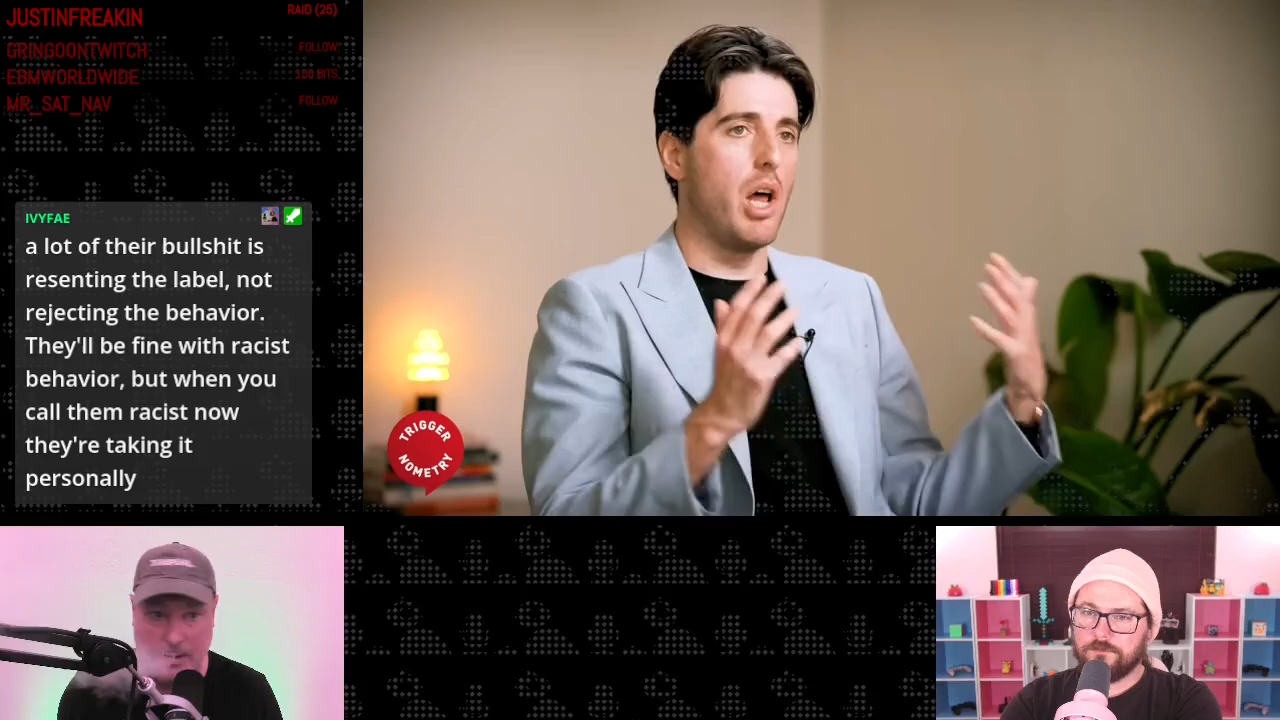 JUSTINFREAKIN RAID (25)
GRINGOONTWITCH FOLLOW
EBMWORLDWIDE 100 BITS
MR_SAT_NAV FOLLOW
IVYFAE
a lot of their bullshit is
resenting the label, not
rejecting the behavior.
They'll be fine with racist
behavior, but when you
call them racist now
they're taking it
personally
TRIGGER
NOMETRY